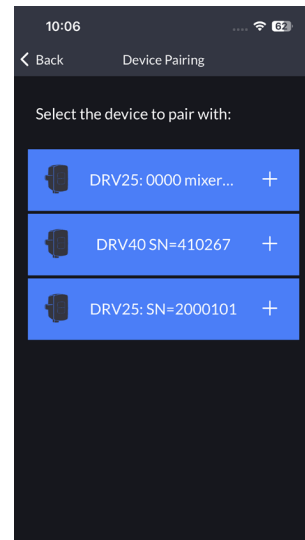 10:06
62
Back
Device Pairing
Select the device to pair with:
DRV25: 0000 mixer...
DRV40 SN=410267
DRV25: SN=2000101